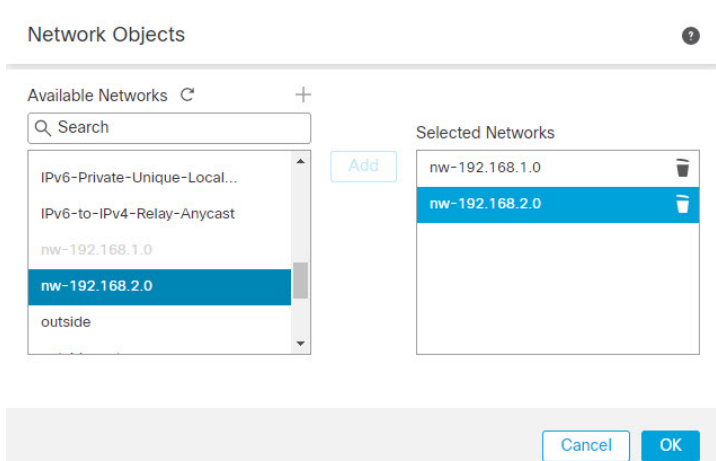 Network Objects
?
Available Networks
Search
IPv6-Private-Unique-Local...
IPv6-to-IPv4-Relay-Anycast
nw-192.168.1.0
nw-192.168.2.0
outside
Add
Selected Networks
nw-192.168.1.0
nw-192.168.2.0
Cancel
OK